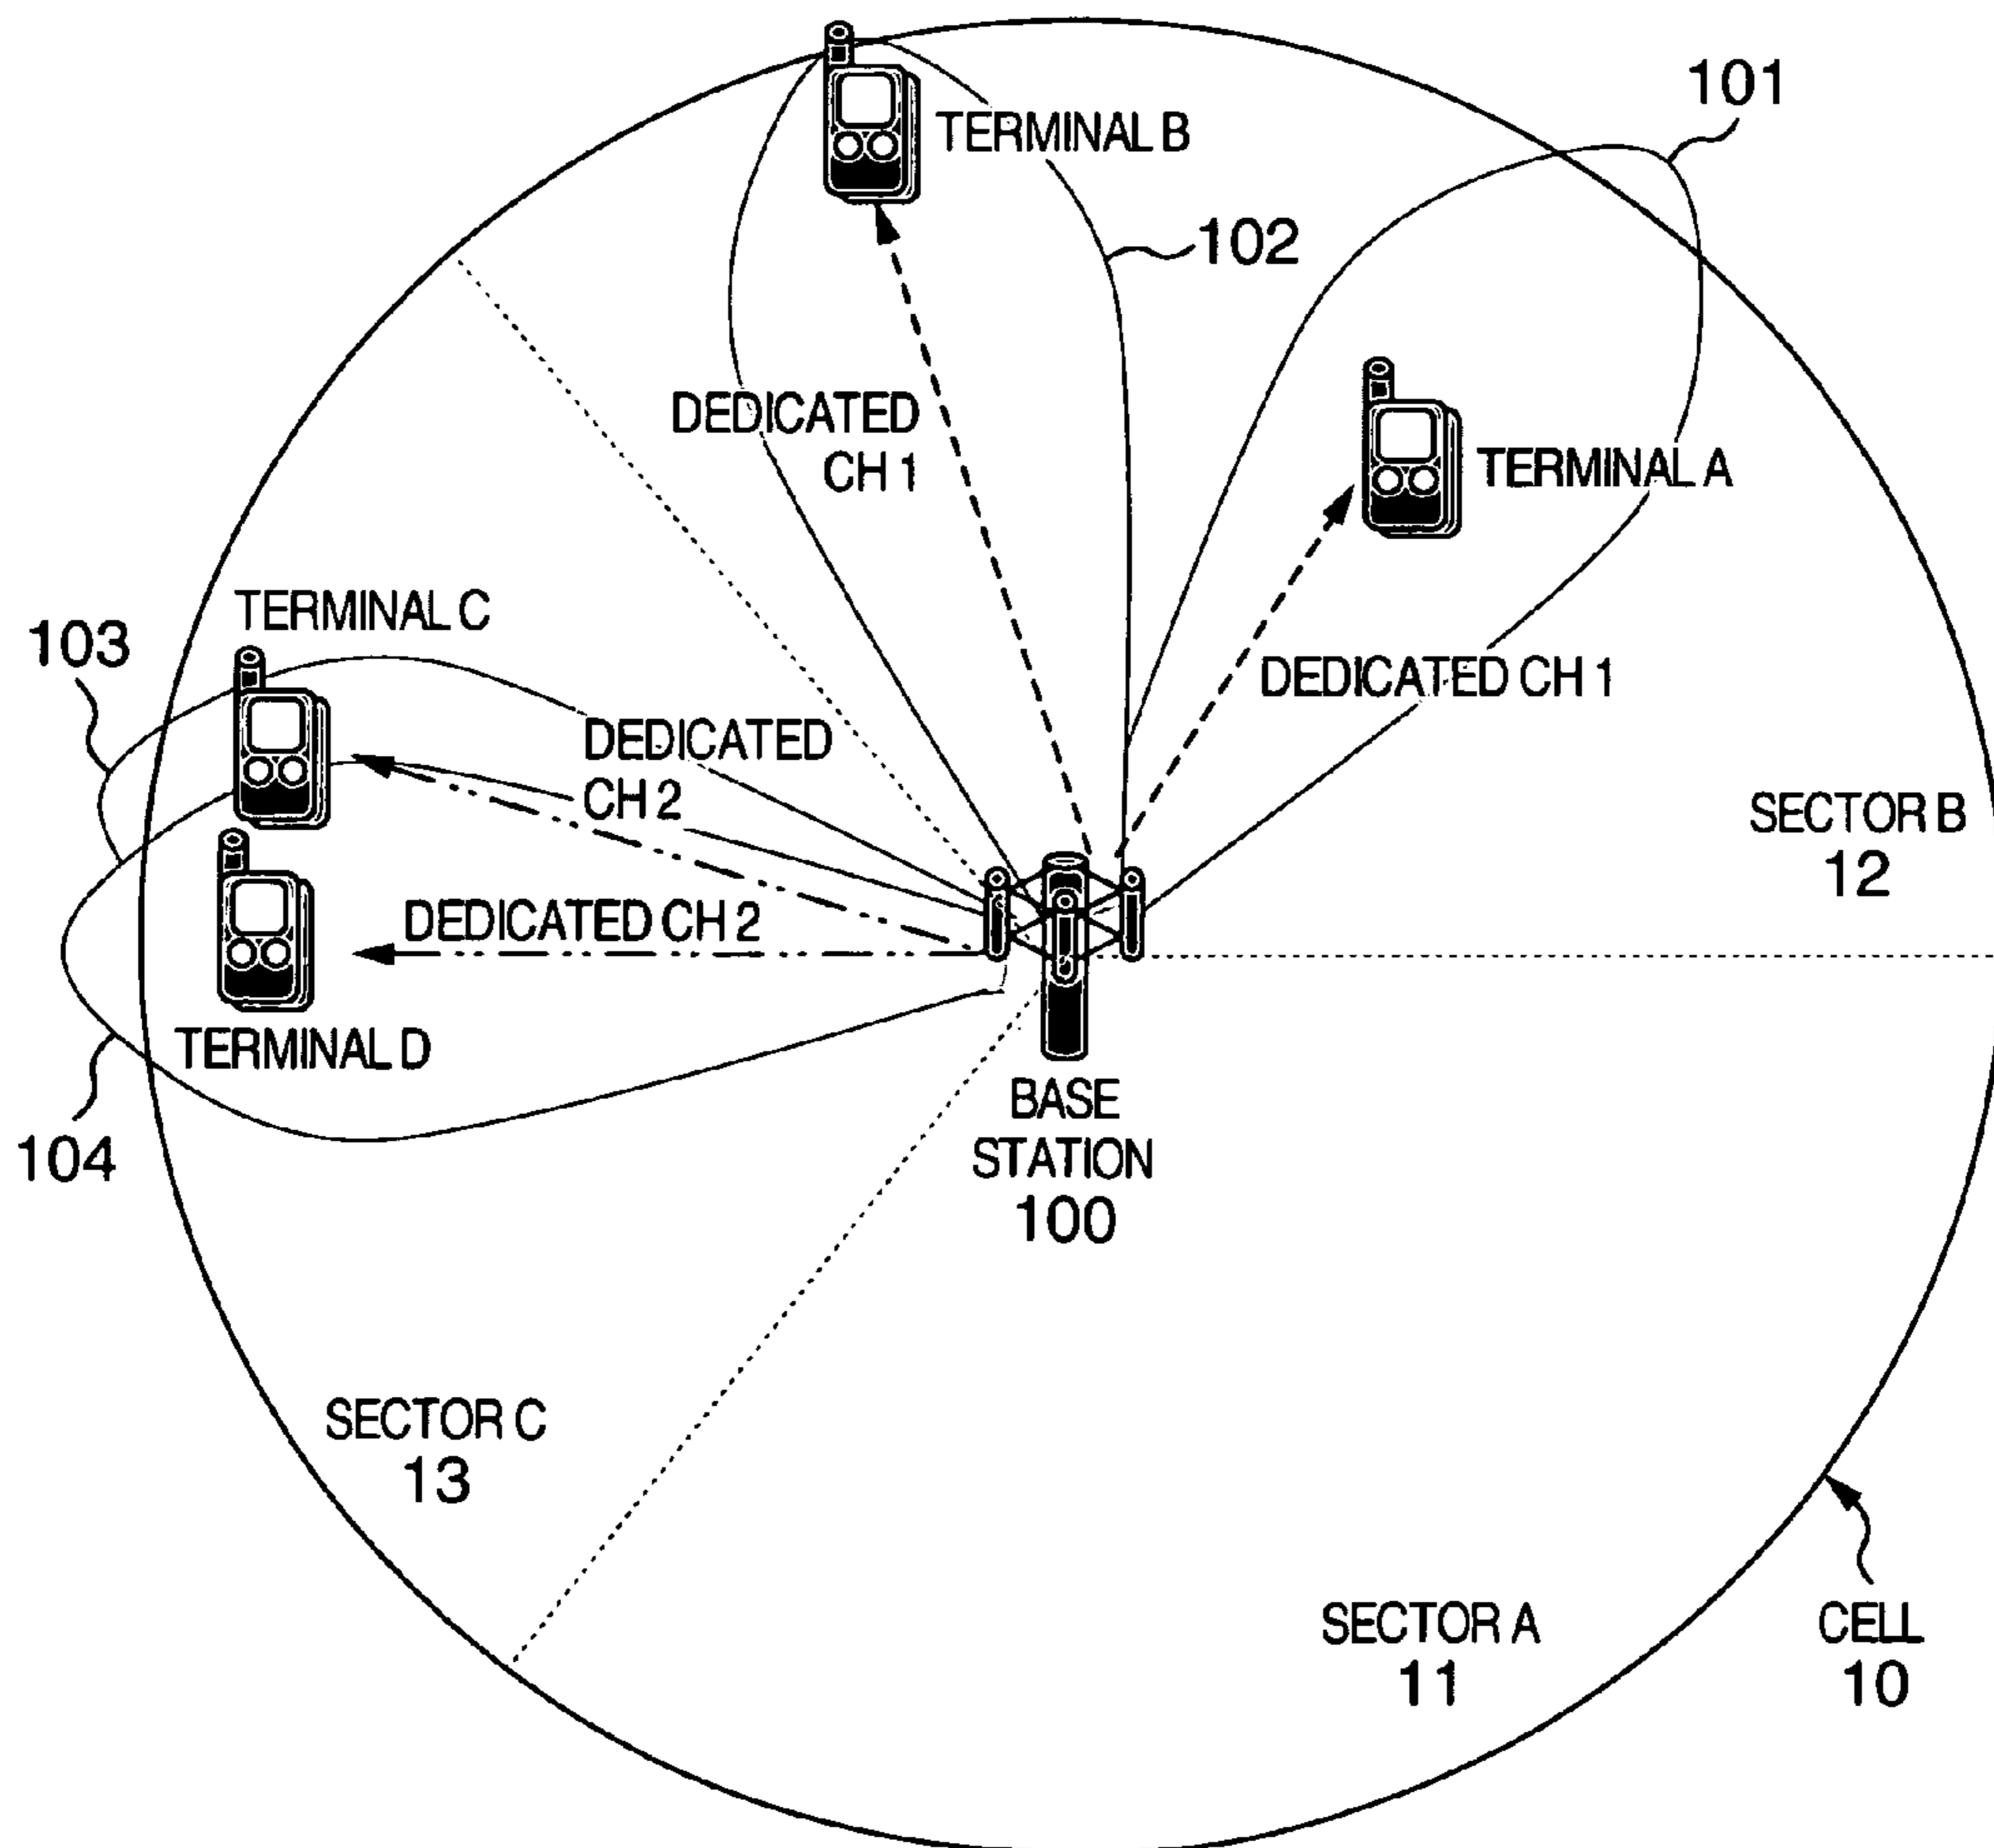 101
TERMINAL B
102
DEDICATED
CH 1
TERMINAL A
TERMINAL C
103
DEDICATED CH 1
DEDICATED
CH 2
SECTOR B
12
DEDICATED CH 2
TERMINAL D
104
BASE
STATION
100
SECTOR C
13
SECTOR A
11
CELL
10